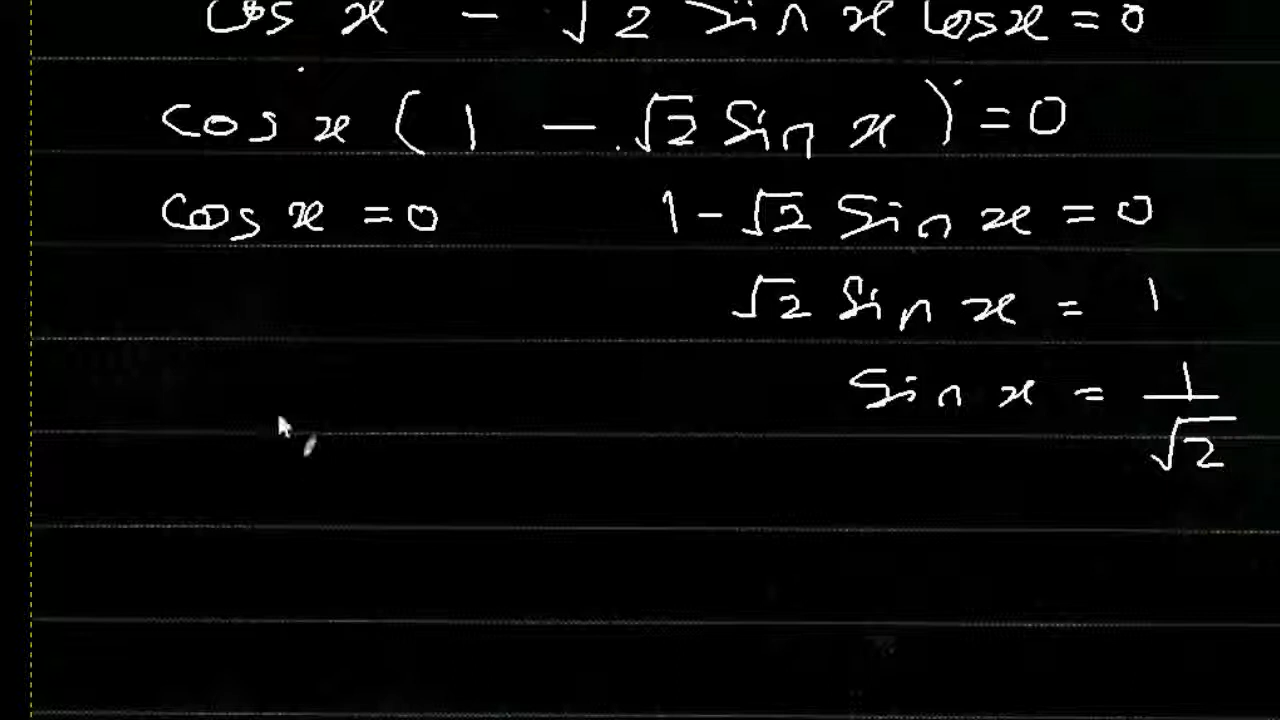 cos x - √2 sin x cos x = 0
cos x (1 - √2 sin x) = 0
cos x = 0 1 - √2 sin x = 0
√2 sin x = 1
sin x = 1/√2